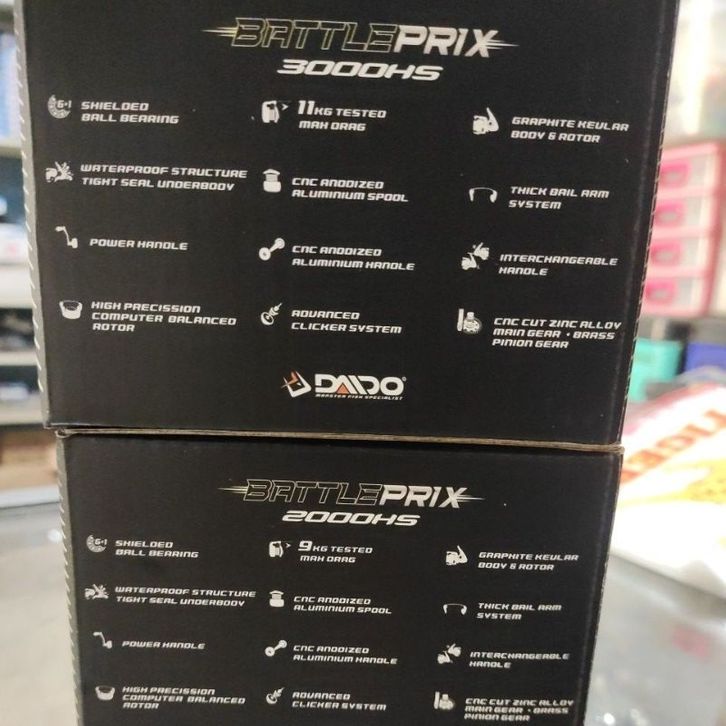 BATTLEPRIX
3000HS
6+1 SHIELDED
BALL BEARING
11KG TESTED
MAX DRAG
GRAPHITE KEVLAR
BODY & ROTOR
WATERPROOF STRUCTURE
TIGHT SEAL UNDERBODY
CNC ANODIZED
ALUMINIUM SPOOL
THICK BAIL ARM
SYSTEM
POWER HANDLE
CNC ANODIZED
ALUMINIUM HANDLE
INTERCHANGEABLE
HANDLE
HIGH PRECISSION
COMPUTER BALANCED
ROTOR
ADVANCED
CLICKER SYSTEM
CNC CUT ZINC ALLOY
MAIN GEAR • BRASS
PINION GEAR
DAIDO®
MONSTER FISH SPECIALIST
BATTLEPRIX
2000HS
6+1 SHIELDED
BALL BEARING
9KG TESTED
MAX DRAG
GRAPHITE KEVLAR
BODY & ROTOR
WATERPROOF STRUCTURE
TIGHT SEAL UNDERBODY
CNC ANODIZED
ALUMINIUM SPOOL
THICK BAIL ARM
SYSTEM
POWER HANDLE
CNC ANODIZED
ALUMINIUM HANDLE
INTERCHANGEABLE
HANDLE
HIGH PRECISSION
COMPUTER BALANCED
ROTOR
ADVANCED
CLICKER SYSTEM
CNC CUT ZINC ALLOY
MAIN GEAR • BRASS
PINION GEAR